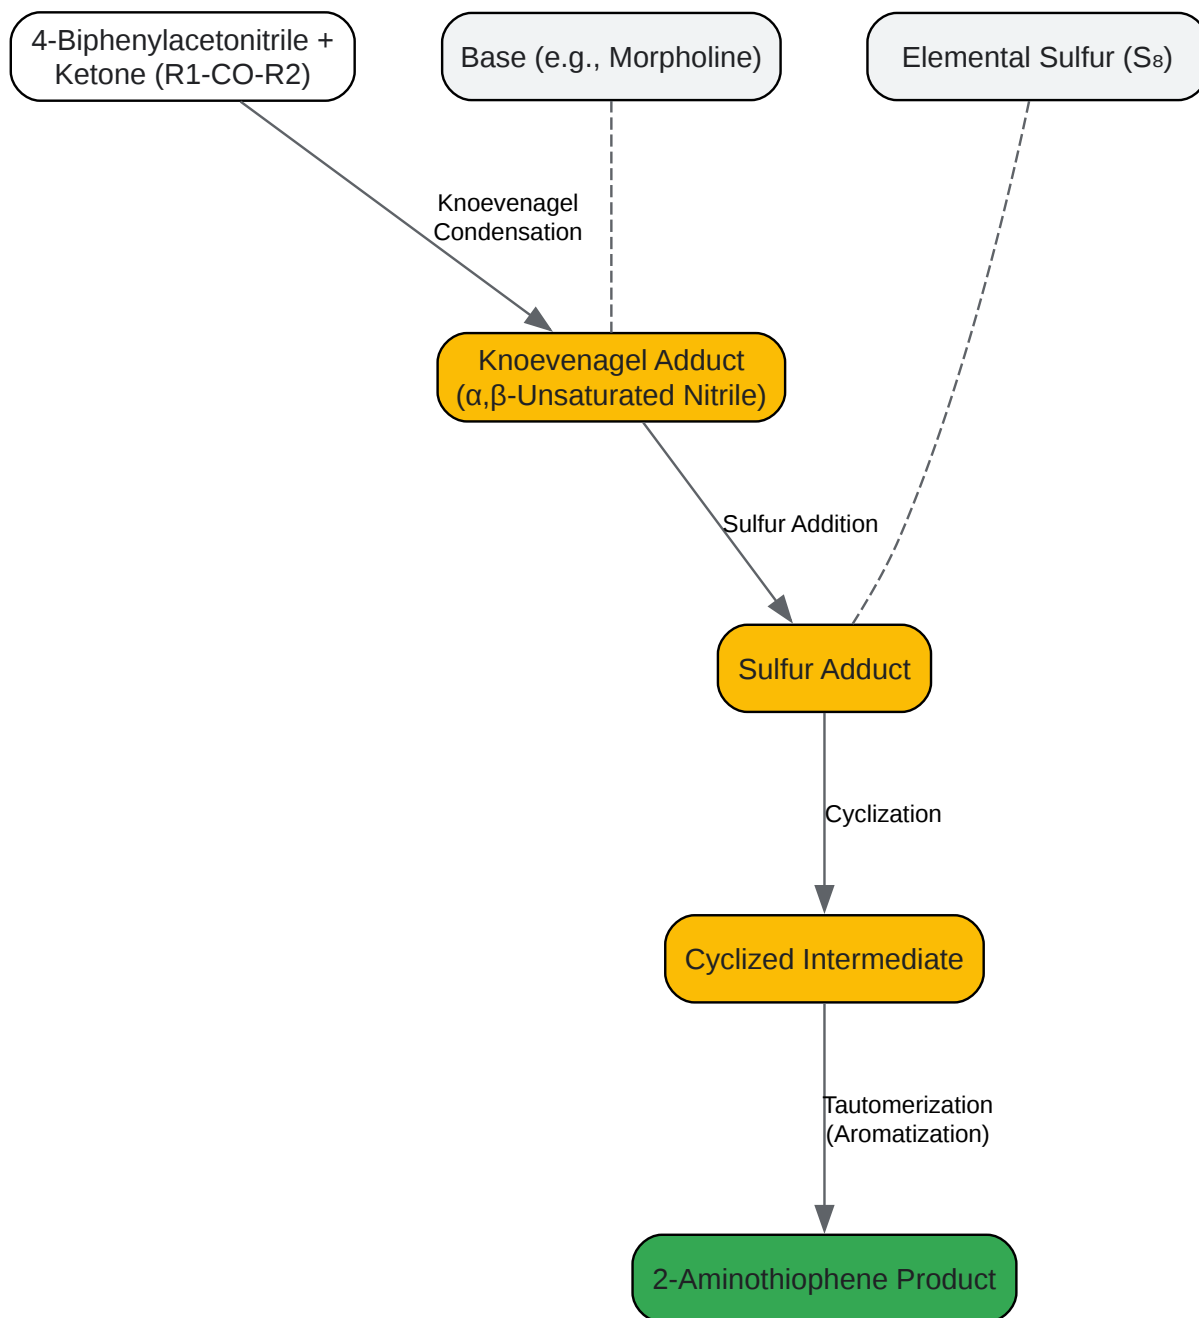 4-Biphenylacetonitrile +
Ketone (R1-CO-R2)
Base (e.g., Morpholine)
Elemental Sulfur (S₈)
Knoevenagel
Condensation
Knoevenagel Adduct
(α,β-Unsaturated Nitrile)
Sulfur Addition
Sulfur Adduct
Cyclization
Cyclized Intermediate
Tautomerization
(Aromatization)
2-Aminothiophene Product